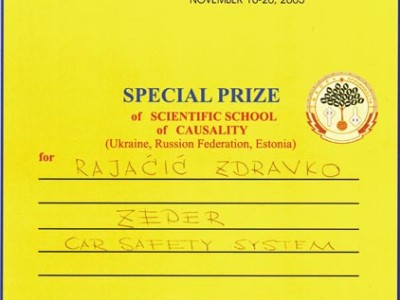 SPECIAL PRIZE
of SCIENTIFIC SCHOOL
of CAUSALITY
(Ukraine, Russion Federation, Estonia)
for
RAJAČIĆ ZDRAVKO
ZEDER
CAR SAFETY SYSTEM